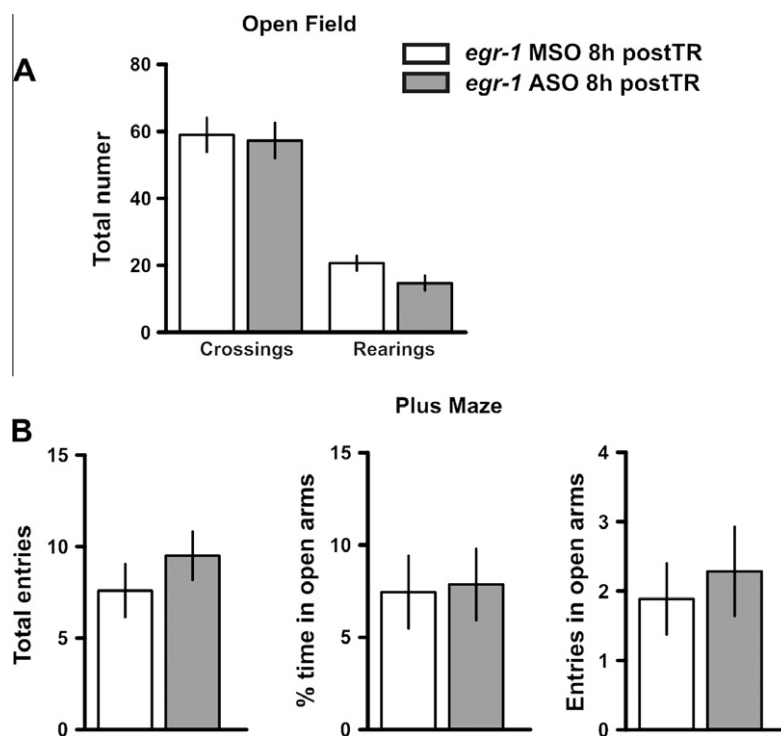 Open Field
A
egr-1 MSO 8h postTR
egr-1 ASO 8h postTR
Total numer
80
60
40
20
0
Crossings
Rearings
Plus Maze
B
Total entries
15
10
5
0
% time in open arms
15
10
5
0
Entries in open arms
4
3
2
1
0